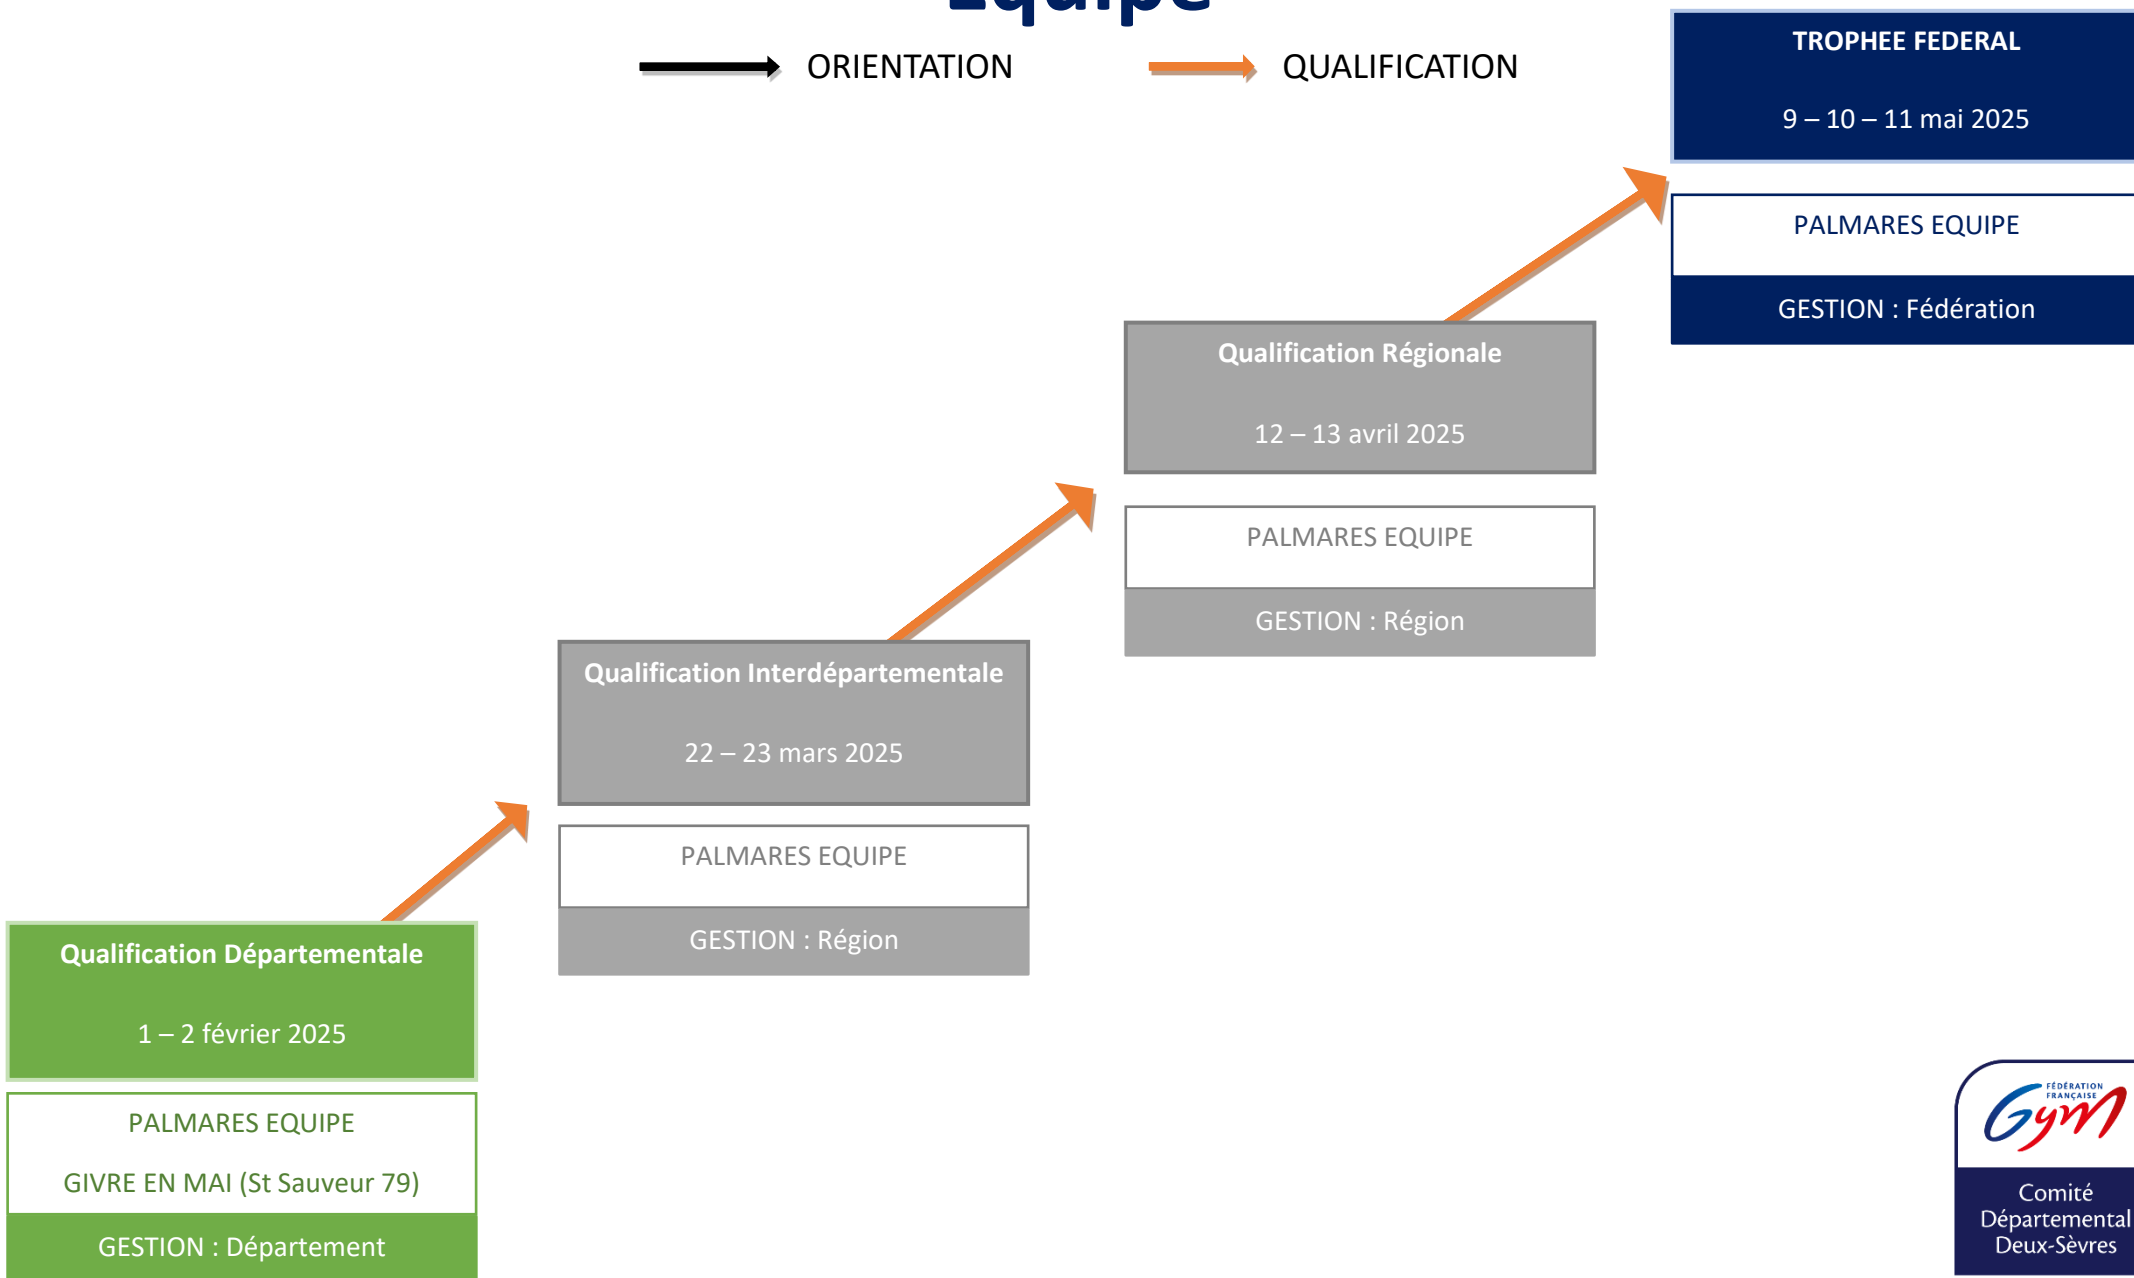 Equipe
ORIENTATION
QUALIFICATION
TROPHEE FEDERAL
9 – 10 – 11 mai 2025
PALMARES EQUIPE
GESTION : Fédération
Qualification Régionale
12 – 13 avril 2025
PALMARES EQUIPE
GESTION : Région
Qualification Interdépartementale
22 – 23 mars 2025
PALMARES EQUIPE
GESTION : Région
Qualification Départementale
1 – 2 février 2025
PALMARES EQUIPE
GIVRE EN MAI (St Sauveur 79)
GESTION : Département
FÉDÉRATION
FRANÇAISE
Gym
Comité
Départemental
Deux-Sèvres